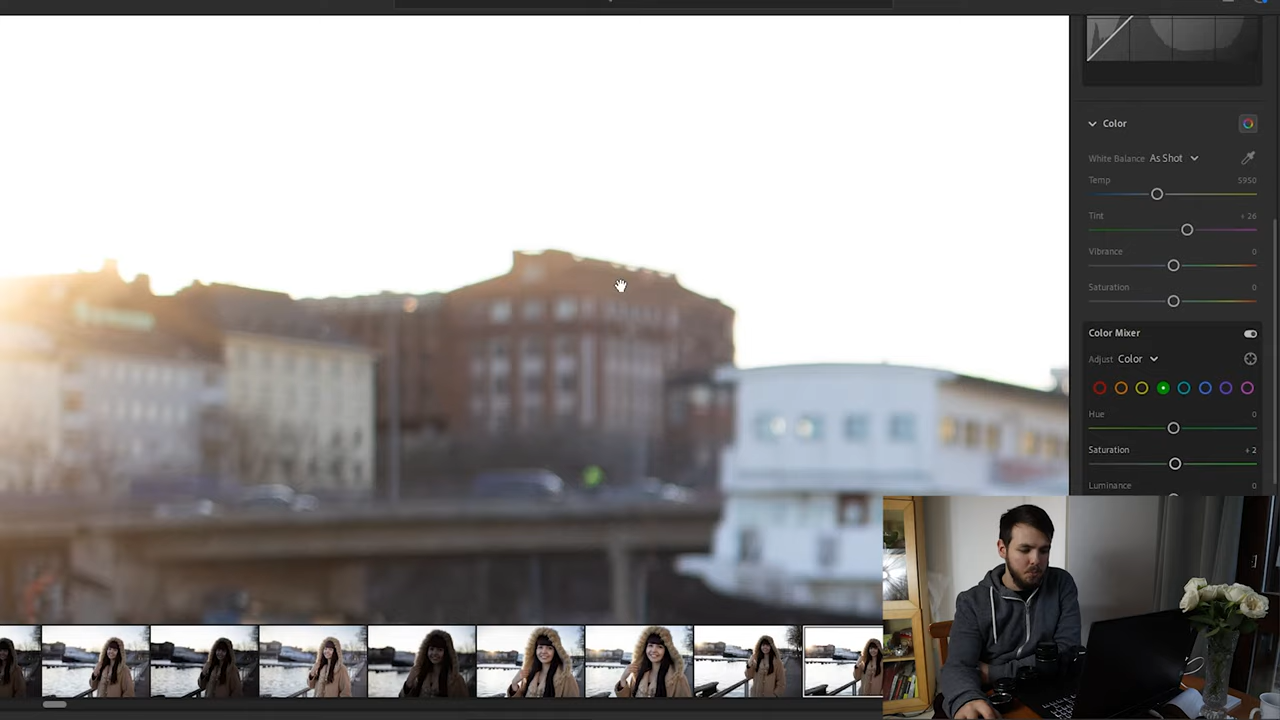 Color
White Balance As Shot
Temp 5950
Tint + 26
Vibrance 0
Saturation 0
Color Mixer
Adjust Color
Hue 0
Saturation + 2
Luminance